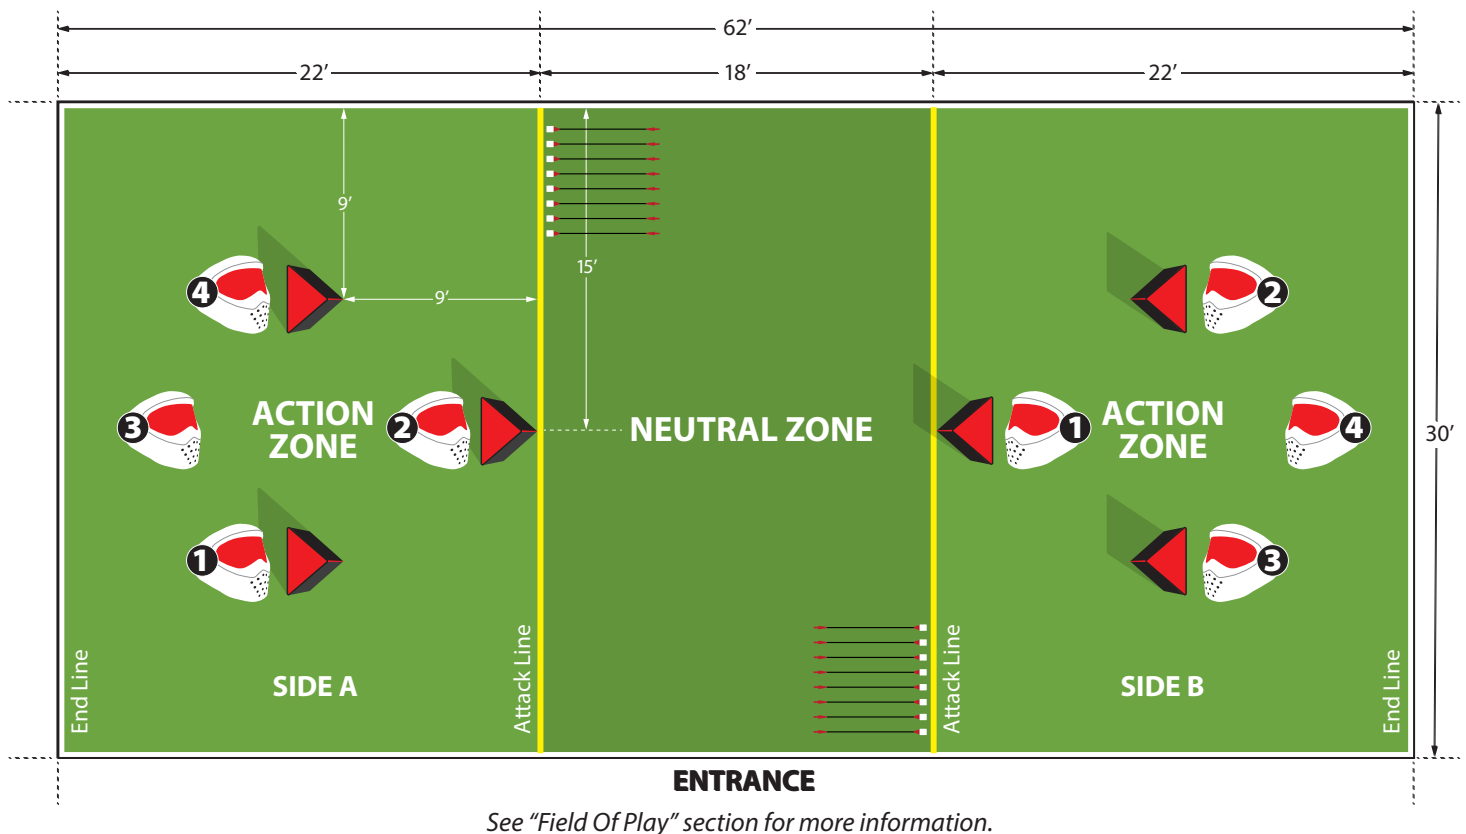 62’
22’
18’
22’
9’
15’
9’
4
2
3
ACTION
ZONE
2
NEUTRAL ZONE
1
ACTION
ZONE
4
30’
1
3
End Line
SIDE A
Attack Line
Attack Line
SIDE B
End Line
ENTRANCE
See “Field Of Play” section for more information.